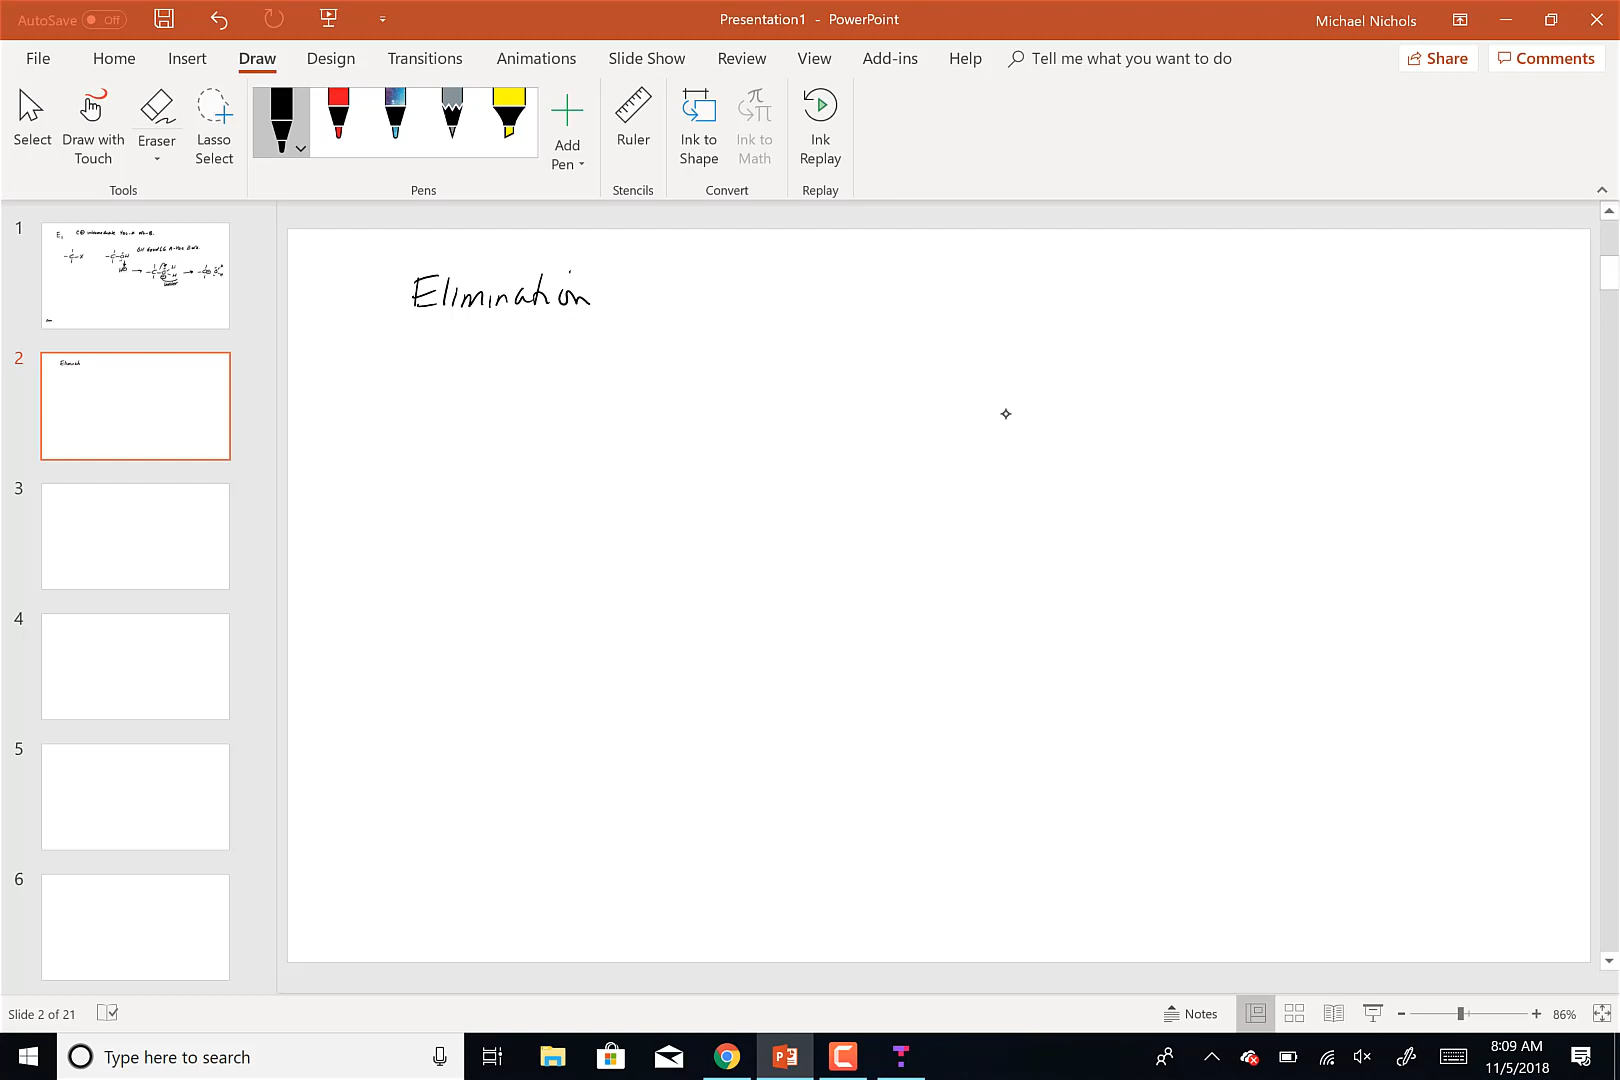 AutoSave Off
Presentation1 - PowerPoint
Michael Nichols
File Home Insert Draw Design Transitions Animations Slide Show Review View Add-ins Help Tell me what you want to do Share Comments
Select
Draw with Touch
Eraser
Lasso Select
Add Pen
Ruler
Ink to Shape
Ink to Math
Ink Replay
Tools Pens Stencils Convert Replay
1
2
3
4
5
6
Elimination
Slide 2 of 21
Notes
86%
Type here to search
8:09 AM
11/5/2018